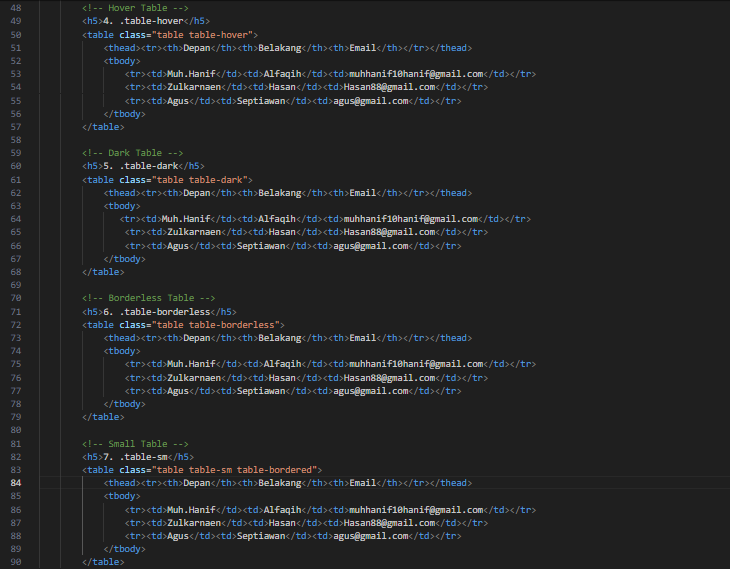 48 <!-- Hover Table -->
49 <h5>4. .table-hover</h5>
50 <table class="table table-hover">
51 <thead><tr><th>Depan</th><th>Belakang</th><th>Email</th></tr></thead>
52 <tbody>
53 <tr><td>Muh.Hanif</td><td>Alfaqih</td><td>muhhanif10hanif@gmail.com</td></tr>
54 <tr><td>Zulkarnaen</td><td>Hasan</td><td>Hasan88@gmail.com</td></tr>
55 <tr><td>Agus</td><td>Septiawan</td><td>agus@gmail.com</td></tr>
56 </tbody>
57 </table>
58
59 <!-- Dark Table -->
60 <h5>5. .table-dark</h5>
61 <table class="table table-dark">
62 <thead><tr><th>Depan</th><th>Belakang</th><th>Email</th></tr></thead>
63 <tbody>
64 <tr><td>Muh.Hanif</td><td>Alfaqih</td><td>muhhanif10hanif@gmail.com</td></tr>
65 <tr><td>Zulkarnaen</td><td>Hasan</td><td>Hasan88@gmail.com</td></tr>
66 <tr><td>Agus</td><td>Septiawan</td><td>agus@gmail.com</td></tr>
67 </tbody>
68 </table>
69
70 <!-- Borderless Table -->
71 <h5>6. .table-borderless</h5>
72 <table class="table table-borderless">
73 <thead><tr><th>Depan</th><th>Belakang</th><th>Email</th></tr></thead>
74 <tbody>
75 <tr><td>Muh.Hanif</td><td>Alfaqih</td><td>muhhanif10hanif@gmail.com</td></tr>
76 <tr><td>Zulkarnaen</td><td>Hasan</td><td>Hasan88@gmail.com</td></tr>
77 <tr><td>Agus</td><td>Septiawan</td><td>agus@gmail.com</td></tr>
78 </tbody>
79 </table>
80
81 <!-- Small Table -->
82 <h5>7. .table-sm</h5>
83 <table class="table table-sm table-bordered">
84 <thead><tr><th>Depan</th><th>Belakang</th><th>Email</th></tr></thead>
85 <tbody>
86 <tr><td>Muh.Hanif</td><td>Alfaqih</td><td>muhhanif10hanif@gmail.com</td></tr>
87 <tr><td>Zulkarnaen</td><td>Hasan</td><td>Hasan88@gmail.com</td></tr>
88 <tr><td>Agus</td><td>Septiawan</td><td>agus@gmail.com</td></tr>
89 </tbody>
90 </table>